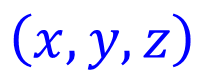 (x, y, z)